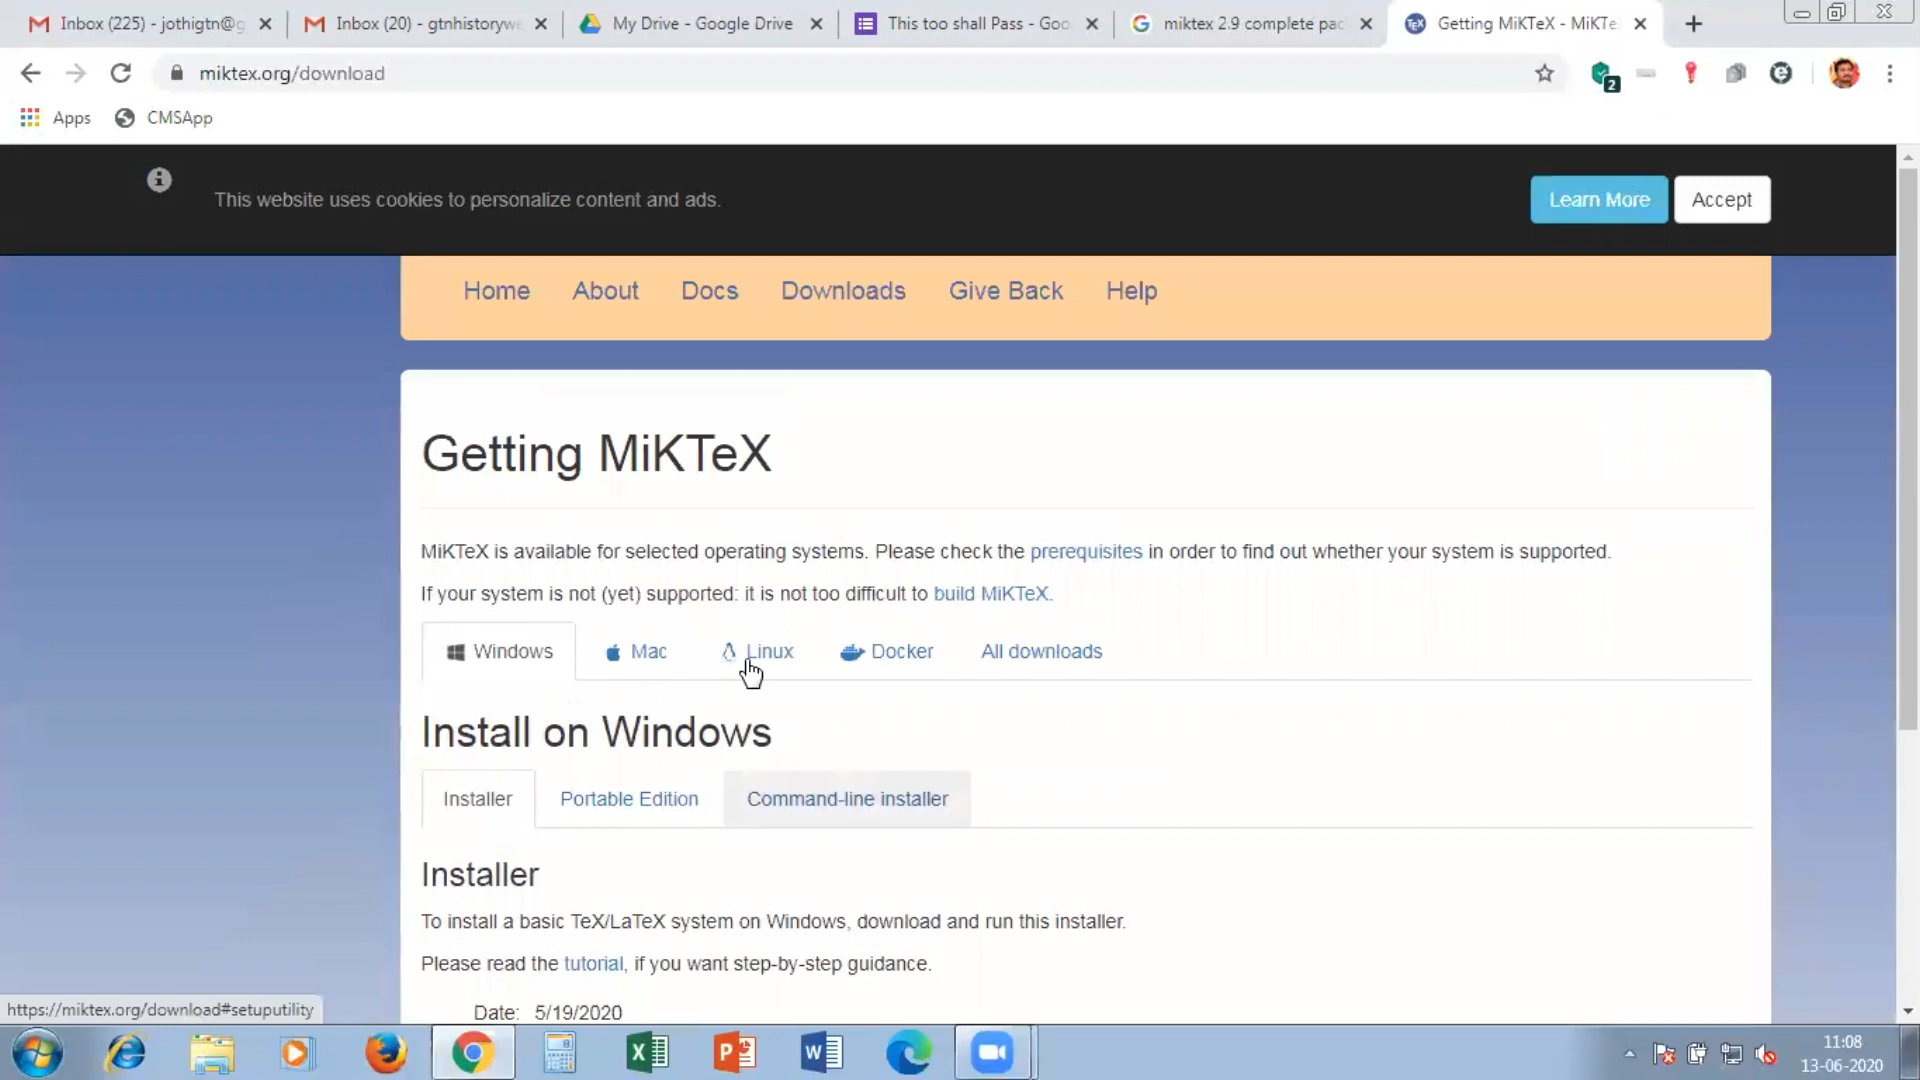 Inbox (225) - jothigtn@g
Inbox (20) - gtnhistorywe
My Drive - Google Drive
This too shall Pass - Goo
miktex 2.9 complete pac
Getting MiKTeX - MiKTe
miktex.org/download
2
Apps
CMSApp
This website uses cookies to personalize content and ads.
Learn More
Accept
Home
About
Docs
Downloads
Give Back
Help
Getting MiKTeX
MiKTeX is available for selected operating systems. Please check the prerequisites in order to find out whether your system is supported.
If your system is not (yet) supported: it is not too difficult to build MiKTeX.
Windows
Mac
Linux
Docker
All downloads
Install on Windows
Installer
Portable Edition
Command-line installer
Installer
To install a basic TeX/LaTeX system on Windows, download and run this installer.
Please read the tutorial, if you want step-by-step guidance.
https://miktex.org/download#setuputility
Date: 5/19/2020
11:08
13-06-2020